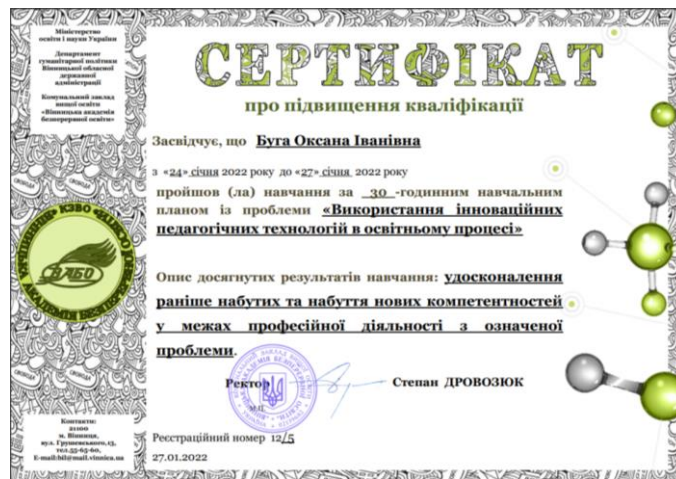 Міністерство
освіти і науки України
Департамент
гуманітарної політики
Вінницької обласної
державної
адміністрації
Комунальний заклад
вищої освіти
«Вінницька академія
безперервної освіти»
СЕРТИФІКАТ
про підвищення кваліфікації
Засвідчує, що Буга Оксана Іванівна
з «24» січня 2022 року до «27» січня 2022 року
пройшов (ла) навчання за 30 -годинним навчальним
планом із проблеми «Використання інноваційних
педагогічних технологій в освітньому процесі»
ВАБО
Опис досягнутих результатів навчання: удосконалення
раніше набутих та набуття нових компетентностей
у межах професійної діяльності з означеної
проблеми.
Ректор Степан ДРОВОЗЮК
М.П.
Реєстраційний номер 12/5
27.01.2022
Контакти:
21100
м. Вінниця,
вул. Грушевського,13,
тел.55-65-60,
E-mail:bil@mail.vinnica.ua